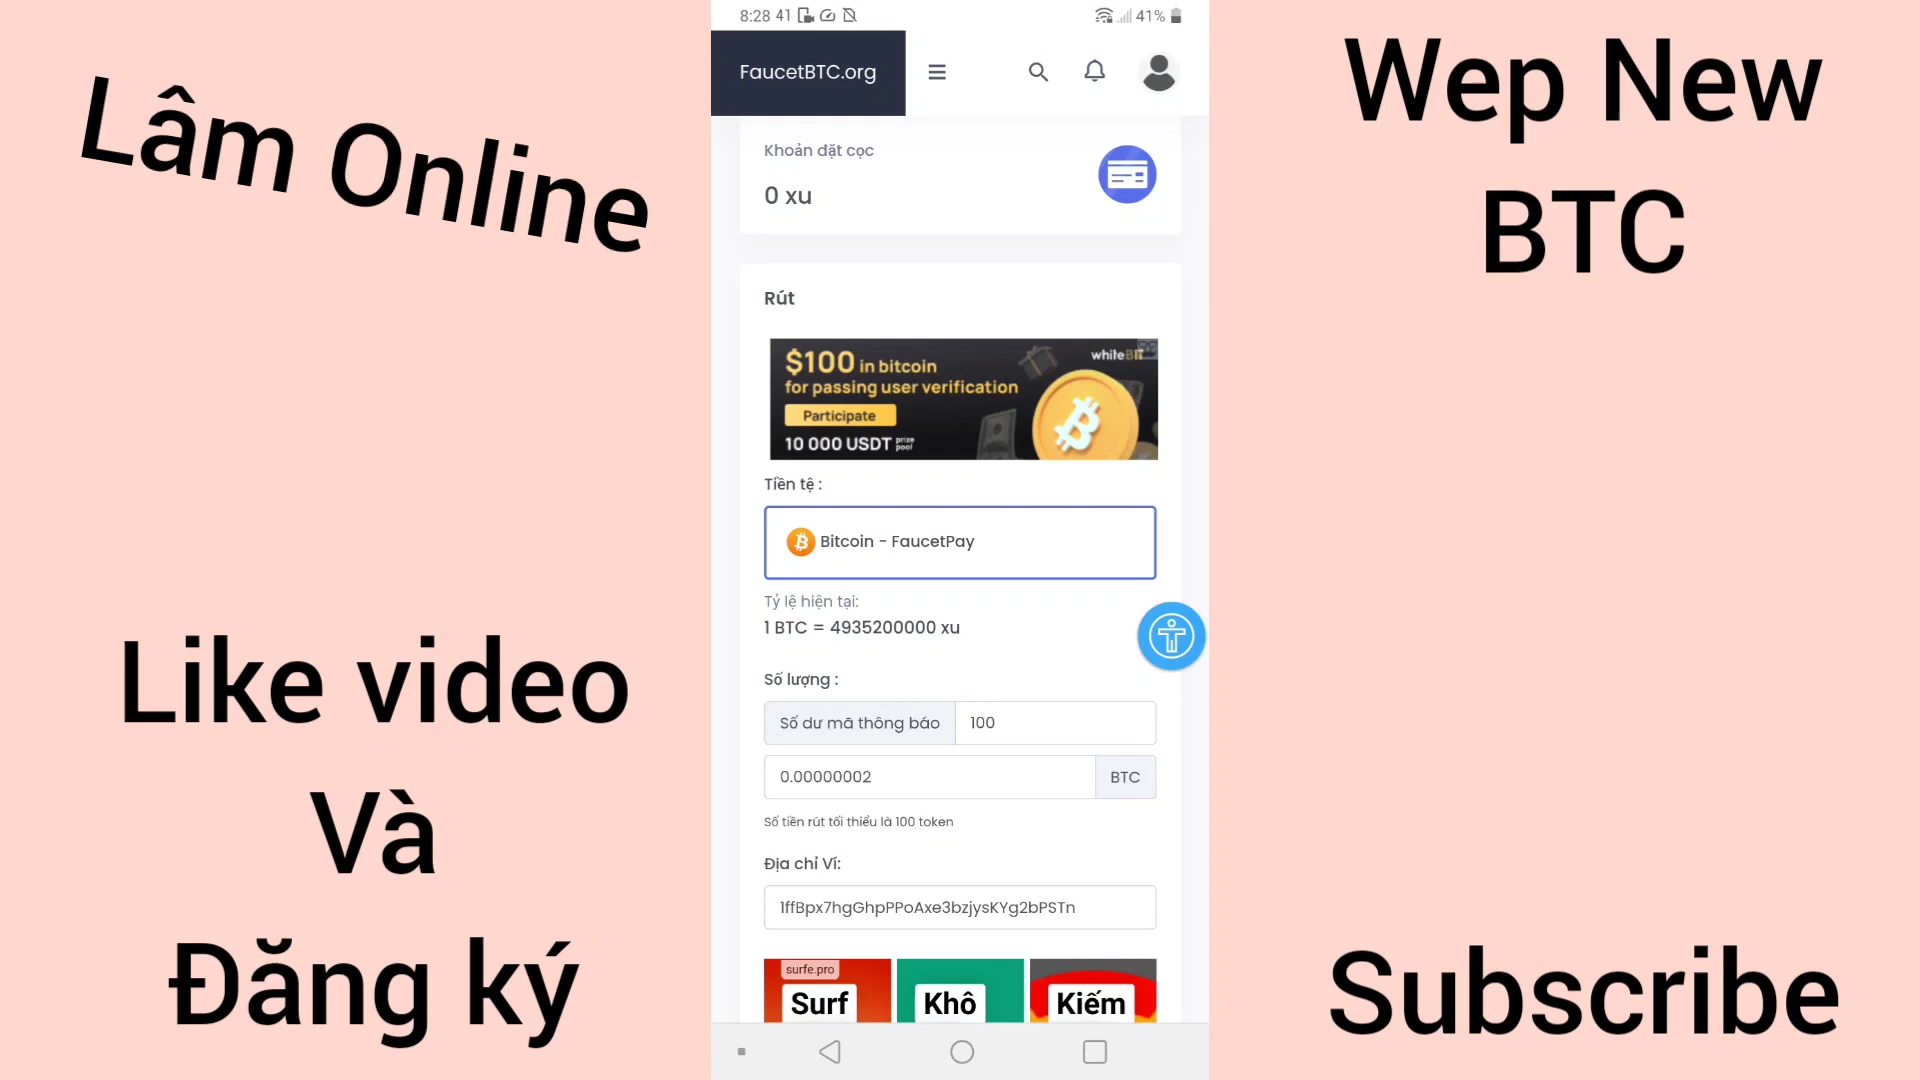 Lâm Online
Like video
Và
Đăng ký
8:28 41
41%
FaucetBTC.org
Khoản dặt cọc
0 xu
Rút
$100 in bitcoin
for passing user verification
Participate
10 000 USDT prize pool
whiteBIT
Tiền tệ :
Bitcoin - FaucetPay
Tỷ lệ hiện tại:
1 BTC = 4935200000 xu
Số lượng :
Số dư mã thông báo 100
0.00000002 BTC
Số tiền rút tối thiểu là 100 token
Địa chỉ Ví:
1ffBpx7hgGhpPPoAxe3bzjysKYg2bPSTn
surfe.pro
Surf Khô Kiếm
Wep New
BTC
Subscribe